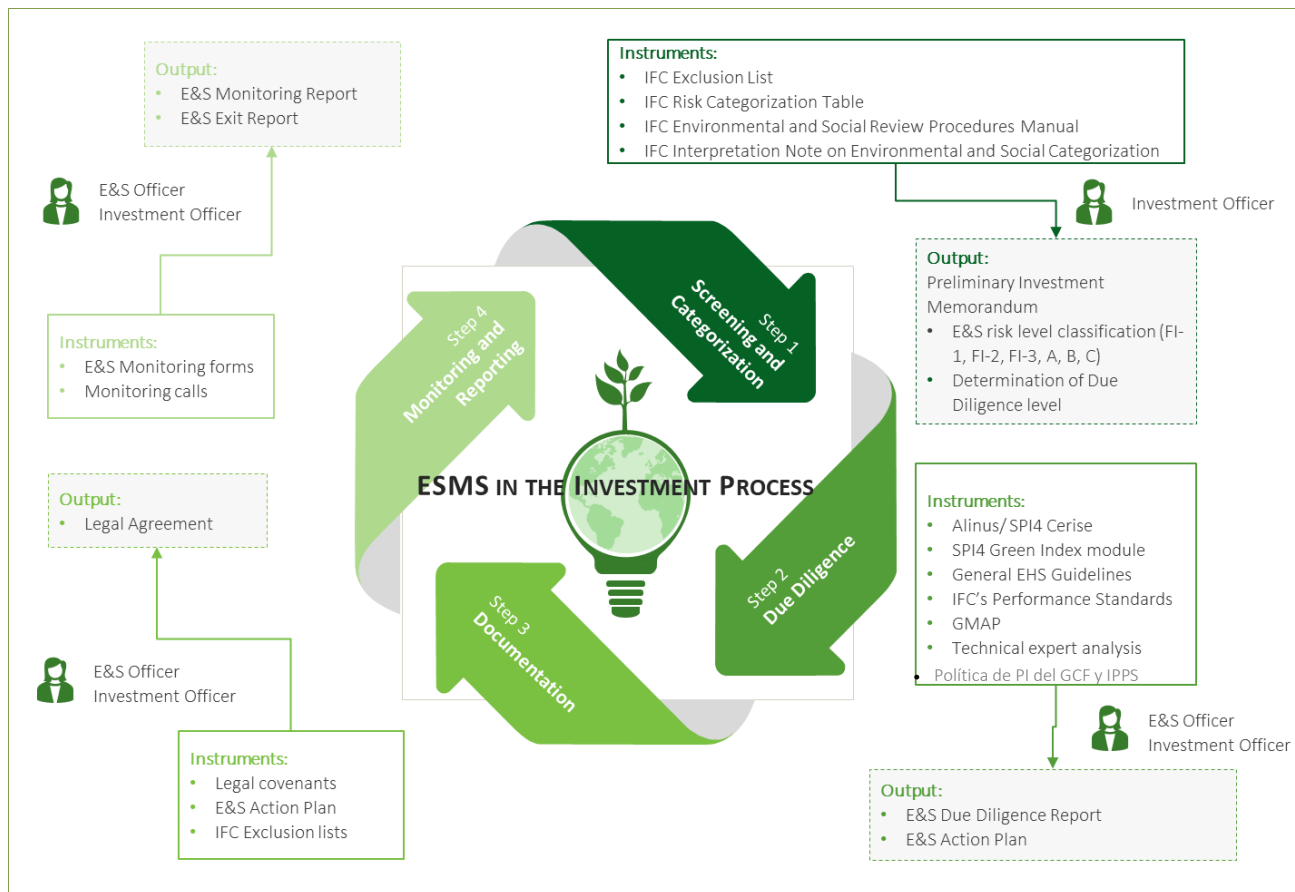 Instruments:
• IFC Exclusion List
• IFC Risk Categorization Table
• IFC Environmental and Social Review Procedures Manual
• IFC Interpretation Note on Environmental and Social Categorization
Investment Officer
Output:
Preliminary Investment
Memorandum
• E&S risk level classification (FI-
1, FI-2, FI-3, A, B, C)
• Determination of Due
Diligence level
Step 1
Screening and
Categorization
Instruments:
• Alinus/ SPI4 Cerise
• SPI4 Green Index module
• General EHS Guidelines
• IFC's Performance Standards
• GMAP
• Technical expert analysis
• Política de PI del GCF y IPPS
E&S Officer
Investment Officer
Output:
• E&S Due Diligence Report
• E&S Action Plan
Step 2
Due Diligence
ESMS IN THE INVESTMENT PROCESS
Step 3
Documentation
Instruments:
• Legal covenants
• E&S Action Plan
• IFC Exclusion lists
E&S Officer
Investment Officer
Output:
• Legal Agreement
Step 4
Monitoring and
Reporting
Instruments:
• E&S Monitoring forms
• Monitoring calls
E&S Officer
Investment Officer
Output:
• E&S Monitoring Report
• E&S Exit Report